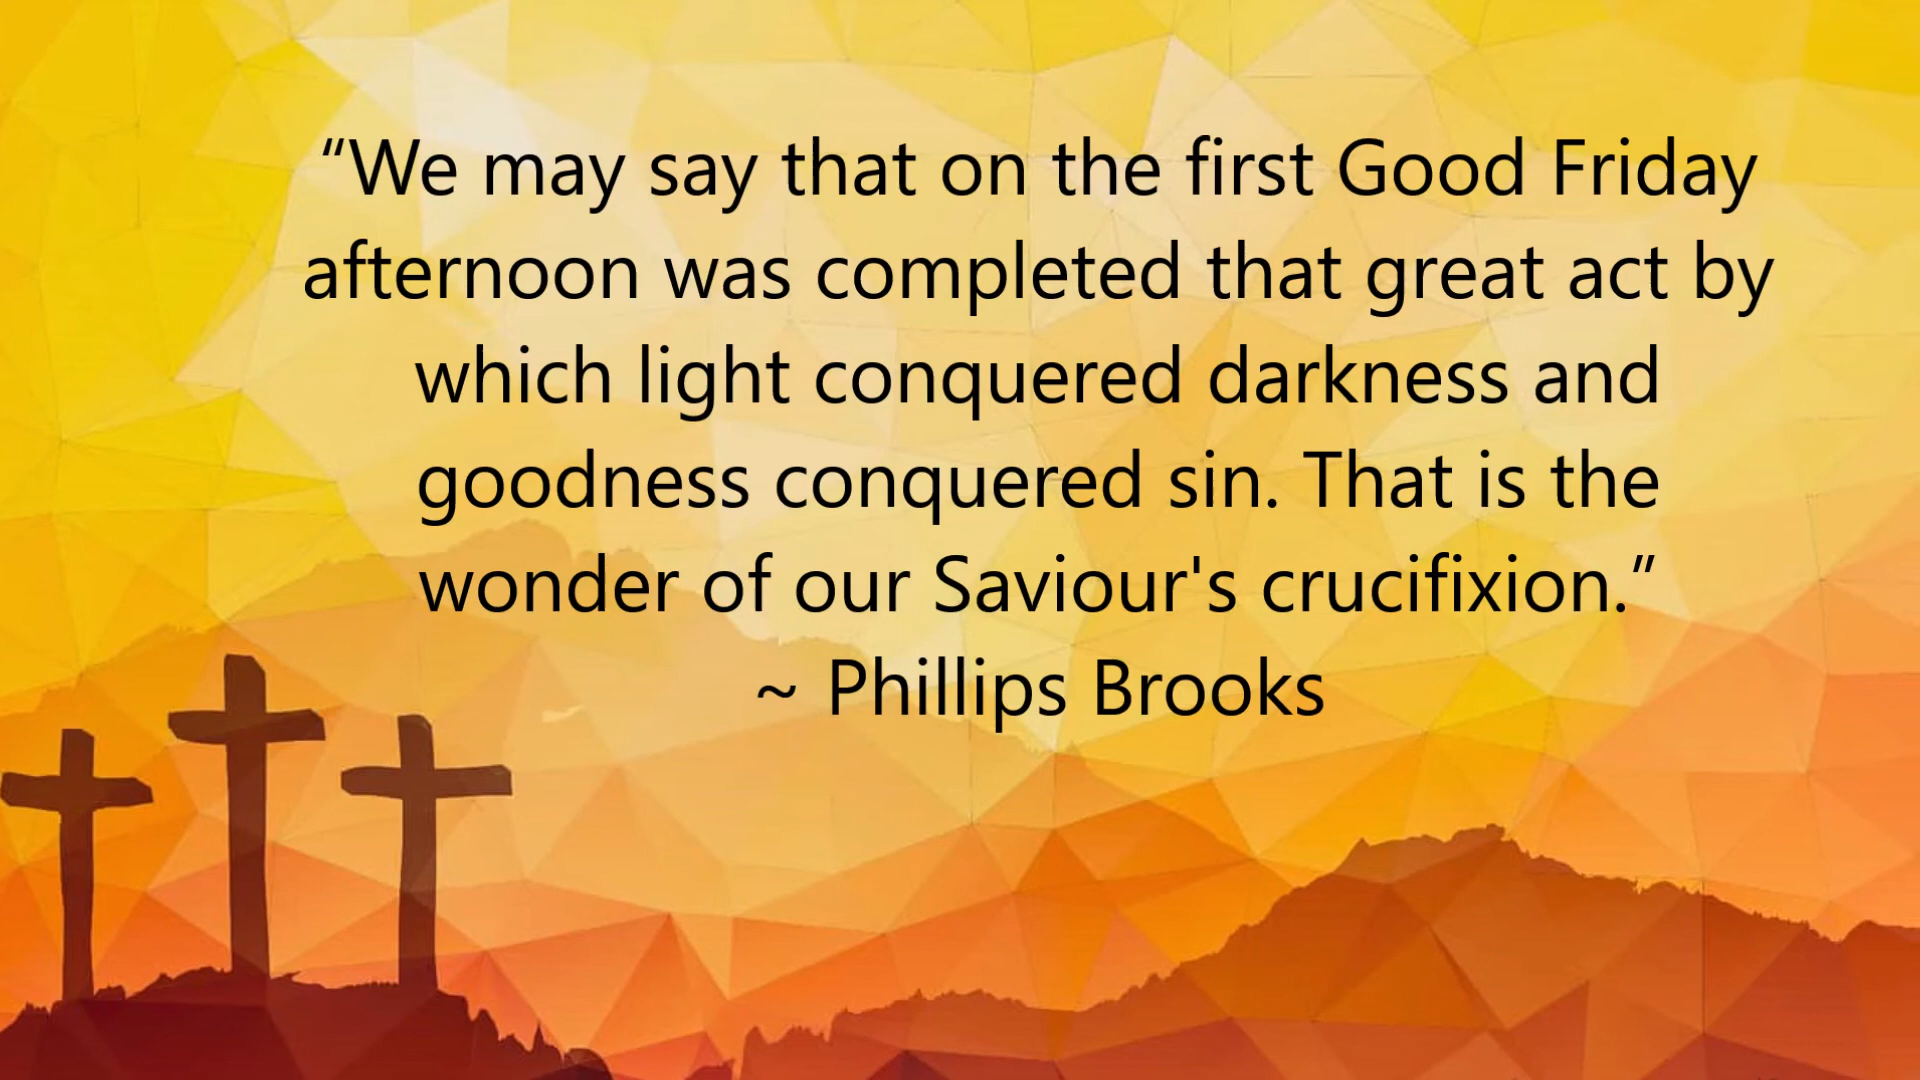 “We may say that on the first Good Friday
afternoon was completed that great act by
which light conquered darkness and
goodness conquered sin. That is the
wonder of our Saviour's crucifixion.”
~ Phillips Brooks